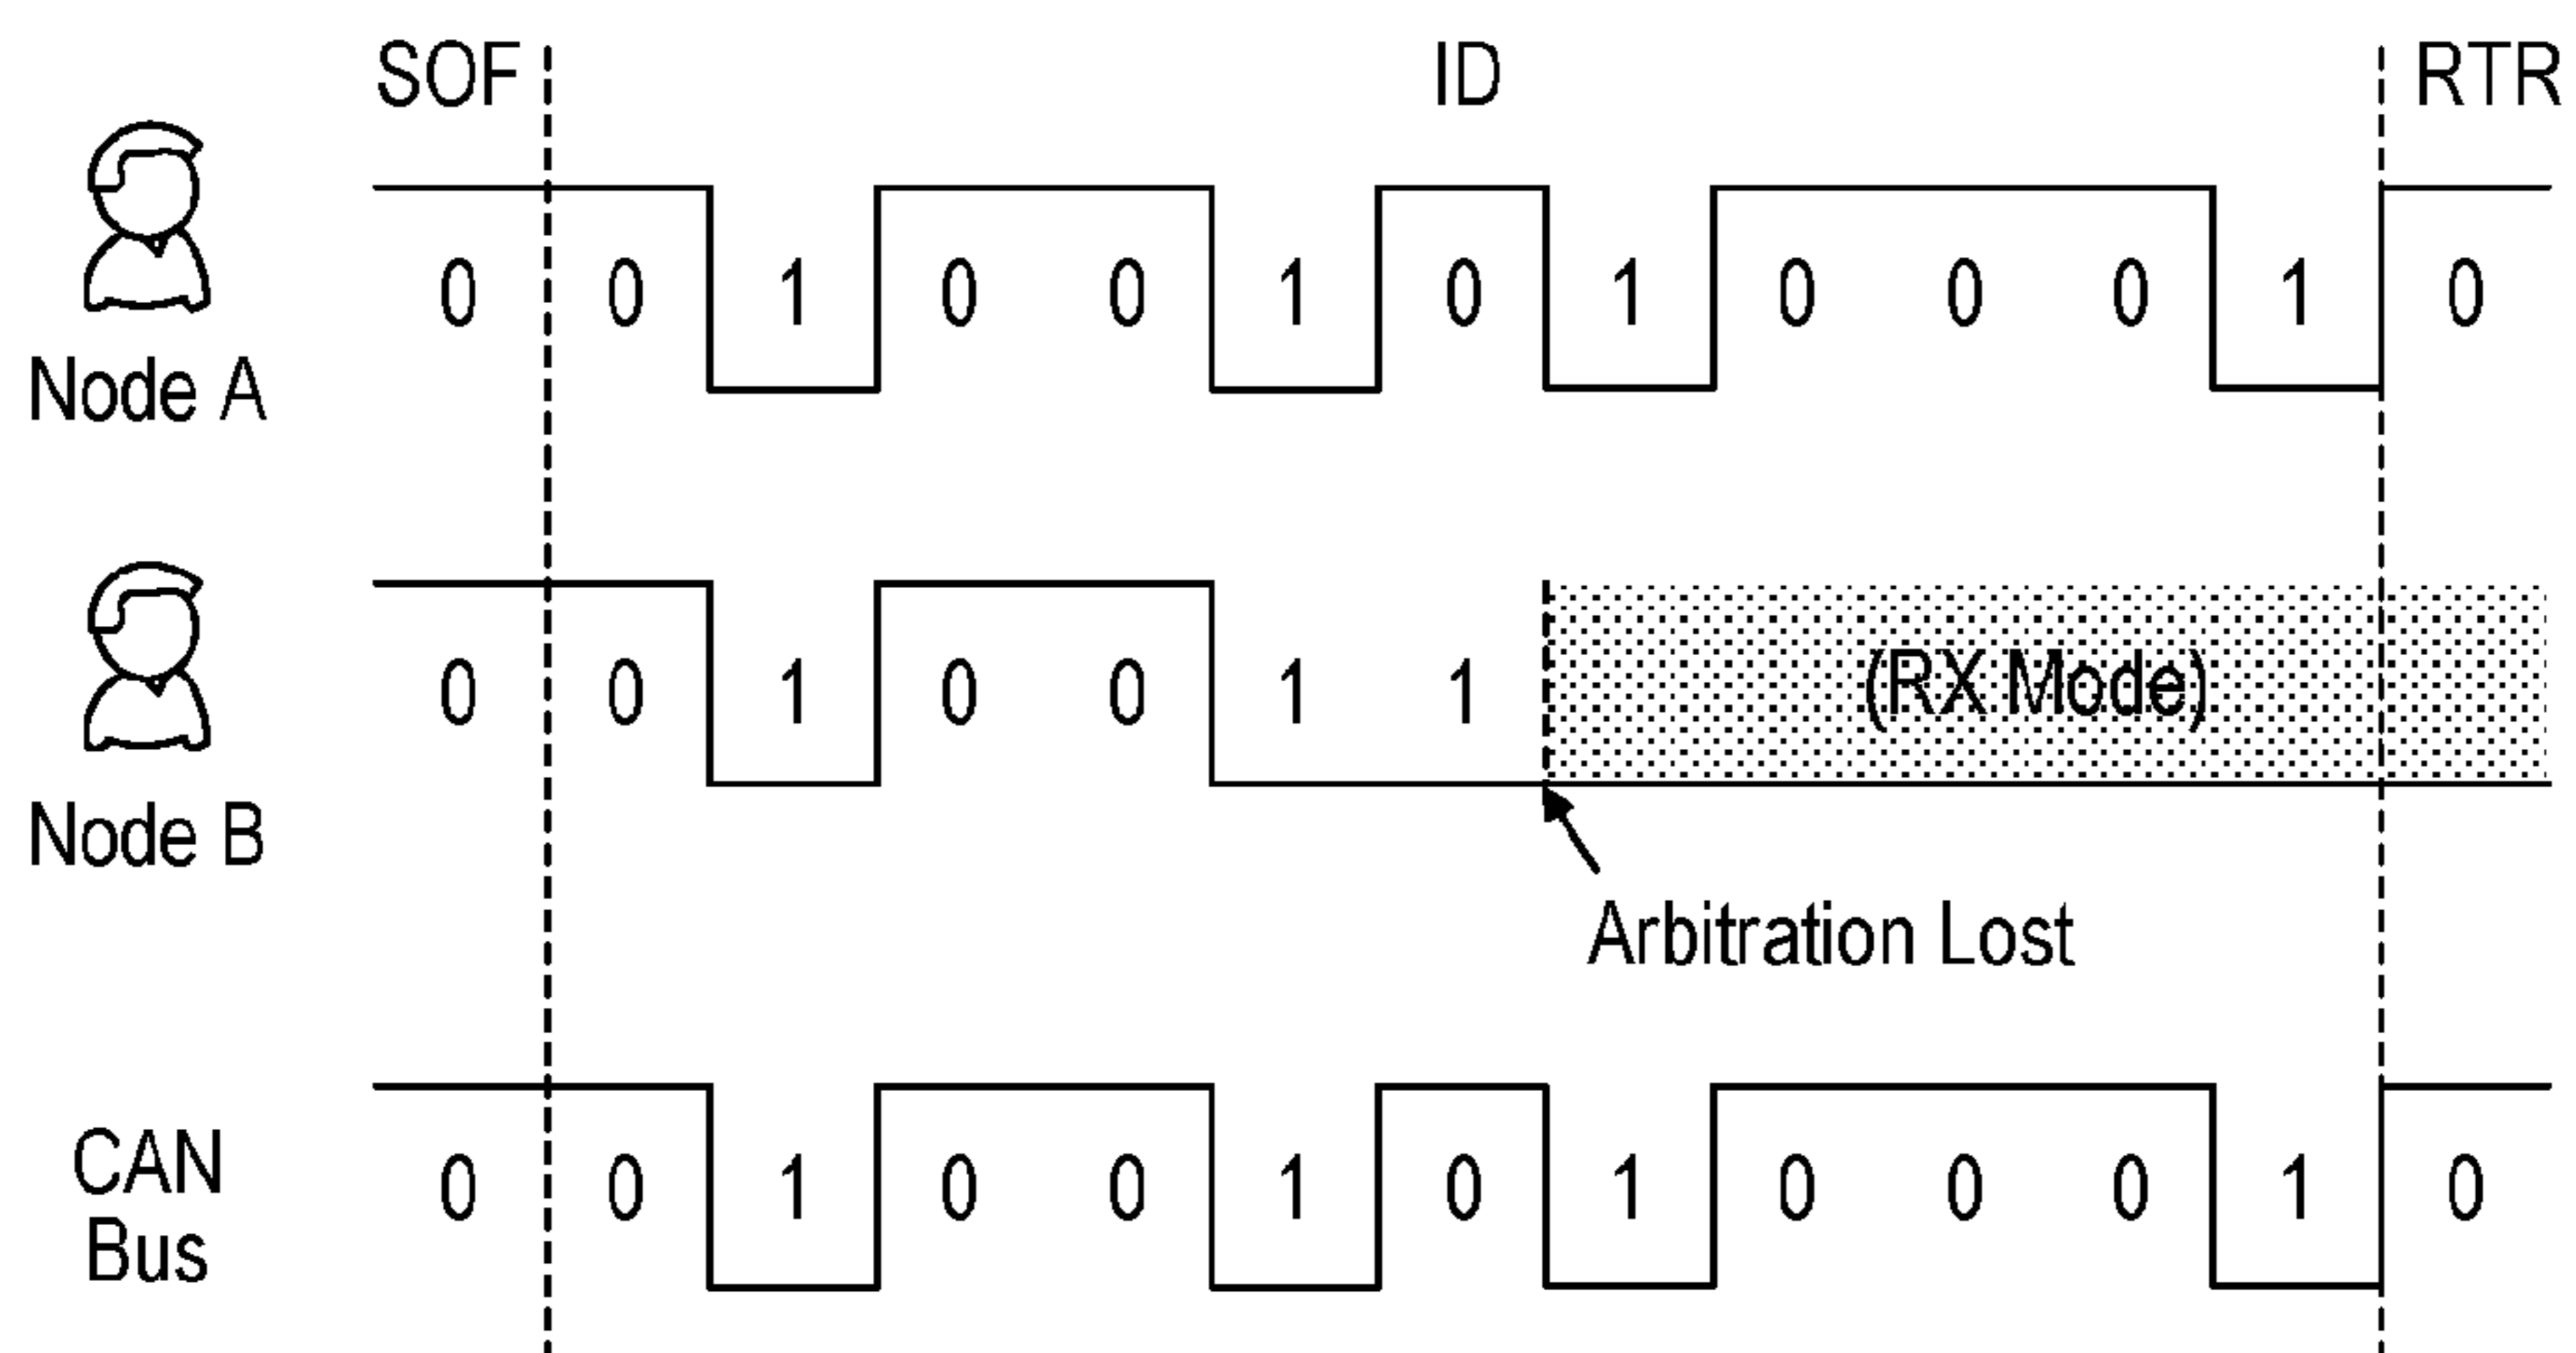 SOF ID RTR
0 0 1 0 0 1 0 1 0 0 0 1 0
Node A
0 0 1 0 0 1 1 (RX Mode)
Node B
Arbitration Lost
CAN
Bus
0 0 1 0 0 1 0 1 0 0 0 1 0